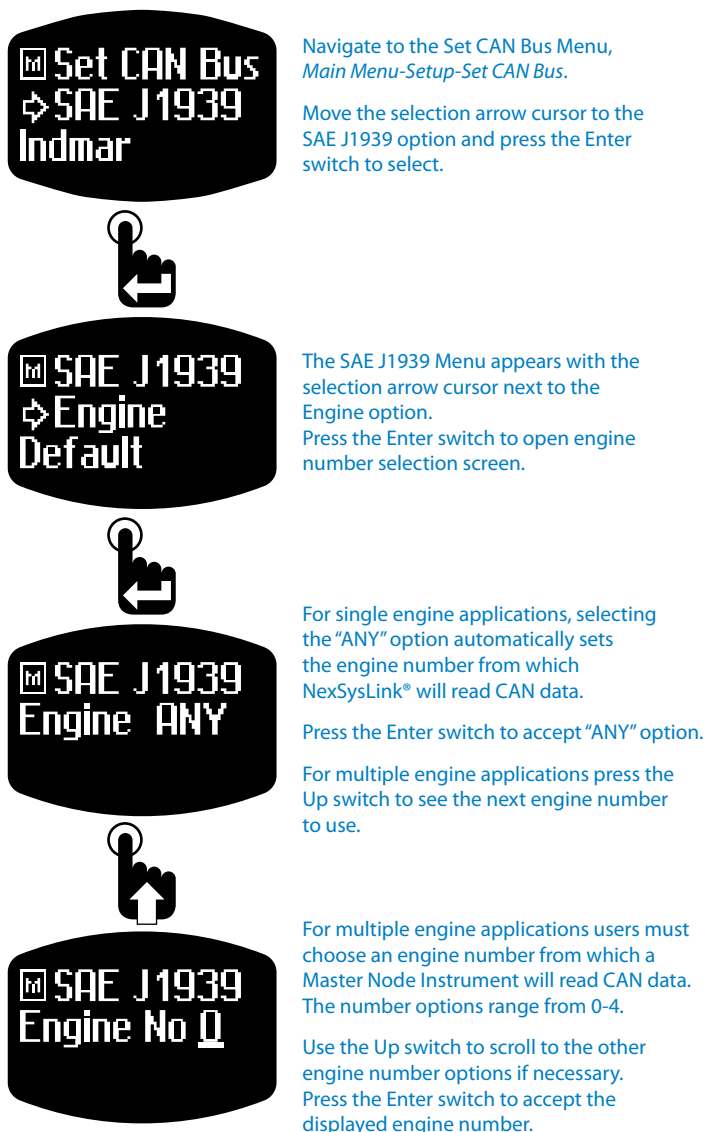 M Set CAN Bus
SAE J1939
Indmar
Navigate to the Set CAN Bus Menu,
Main Menu-Setup-Set CAN Bus.
Move the selection arrow cursor to the
SAE J1939 option and press the Enter
switch to select.
M SAE J1939
Engine
Default
The SAE J1939 Menu appears with the
selection arrow cursor next to the
Engine option.
Press the Enter switch to open engine
number selection screen.
M SAE J1939
Engine ANY
For single engine applications, selecting
the “ANY” option automatically sets
the engine number from which
NexSysLink® will read CAN data.
Press the Enter switch to accept “ANY” option.
For multiple engine applications press the
Up switch to see the next engine number
to use.
M SAE J1939
Engine No 0
For multiple engine applications users must
choose an engine number from which a
Master Node Instrument will read CAN data.
The number options range from 0-4.
Use the Up switch to scroll to the other
engine number options if necessary.
Press the Enter switch to accept the
displayed engine number.